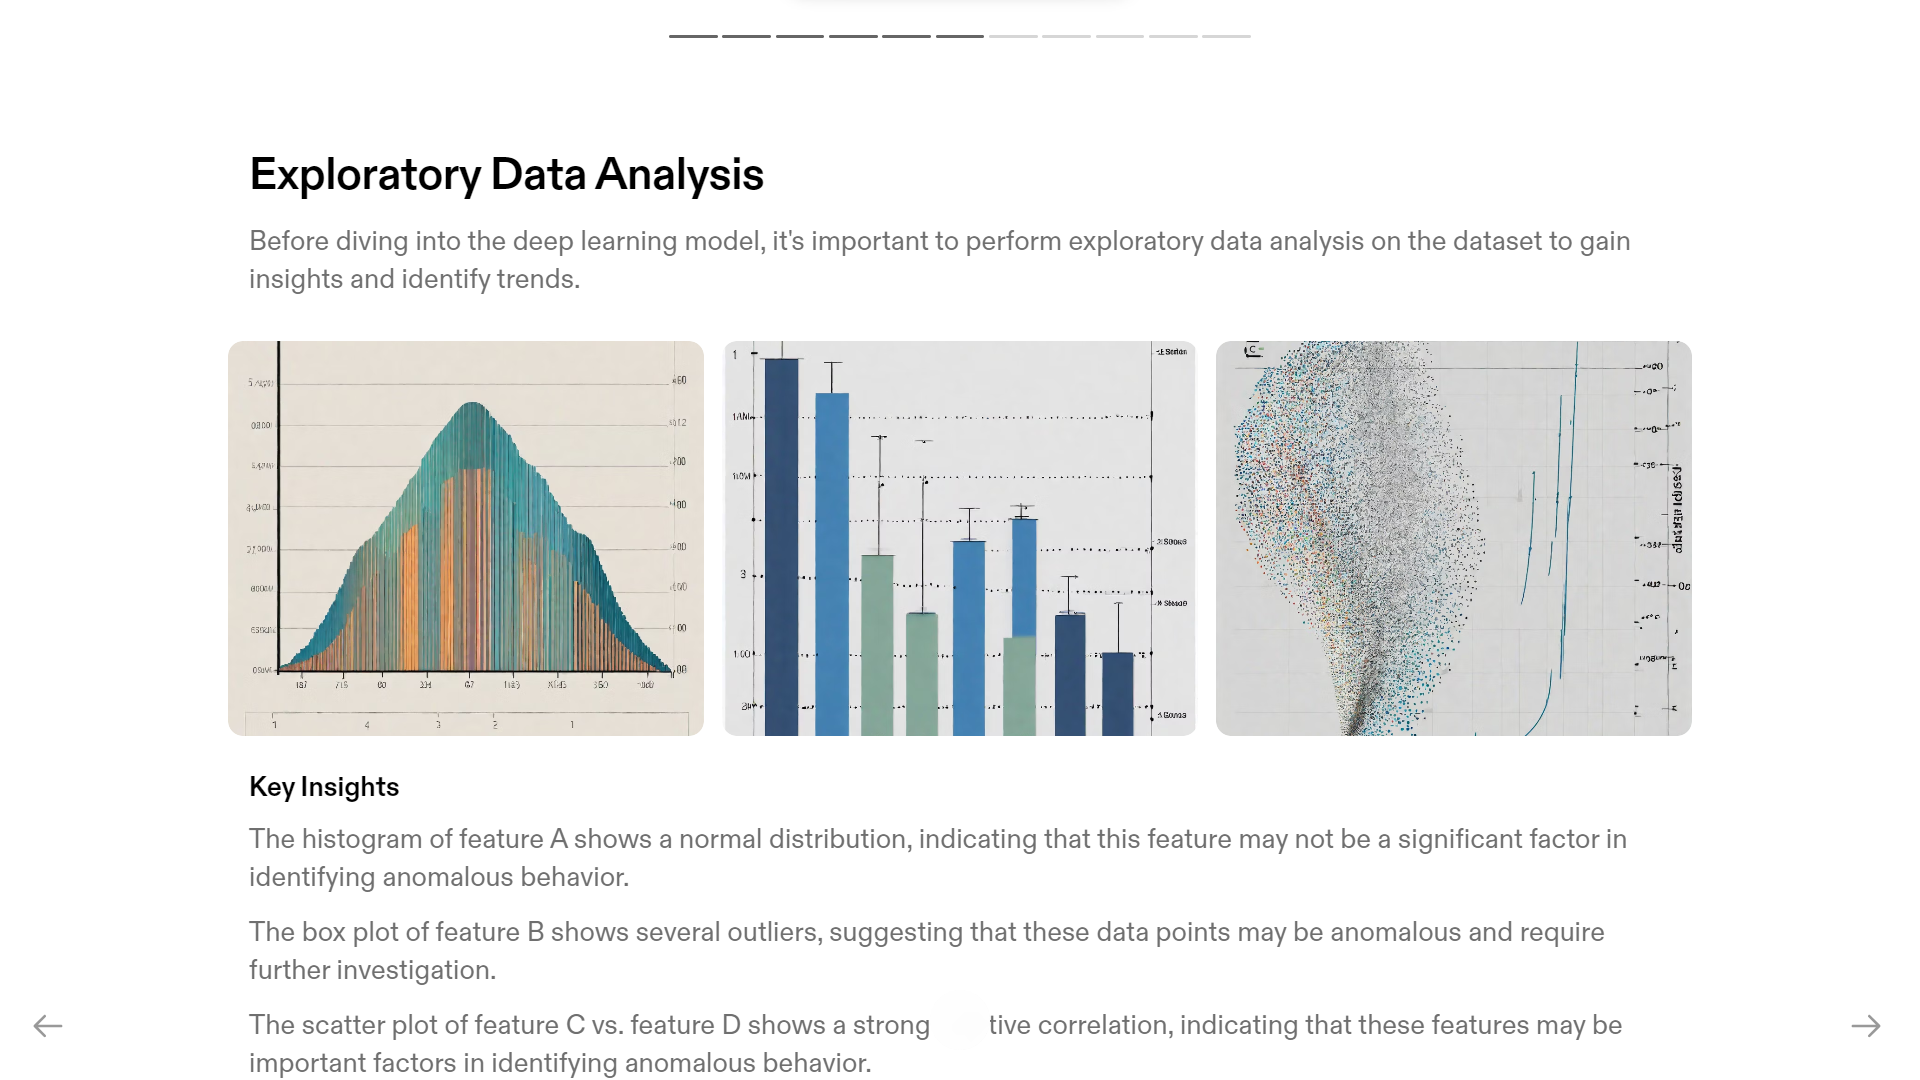 Exploratory Data Analysis
Before diving into the deep learning model, it's important to perform exploratory data analysis on the dataset to gain
insights and identify trends.
Key Insights
The histogram of feature A shows a normal distribution, indicating that this feature may not be a significant factor in
identifying anomalous behavior.
The box plot of feature B shows several outliers, suggesting that these data points may be anomalous and require
further investigation.
The scatter plot of feature C vs. feature D shows a strong tive correlation, indicating that these features may be
important factors in identifying anomalous behavior.